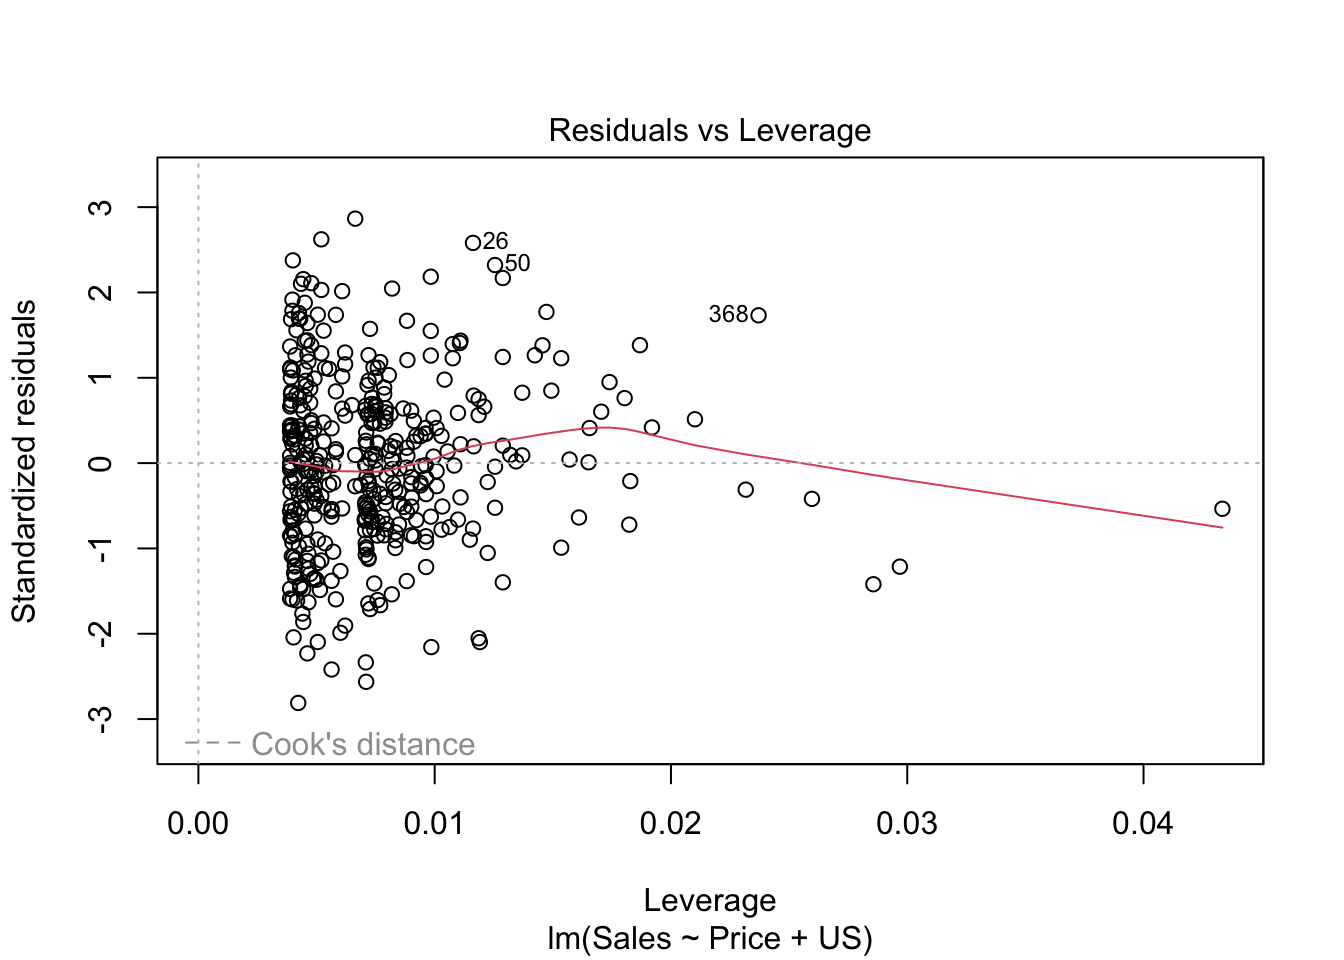 Residuals vs Leverage
Standardized residuals
3
2
1
0
-1
-2
-3
26
50
368
Cook's distance
0.00 0.01 0.02 0.03 0.04
Leverage
lm(Sales ~ Price + US)